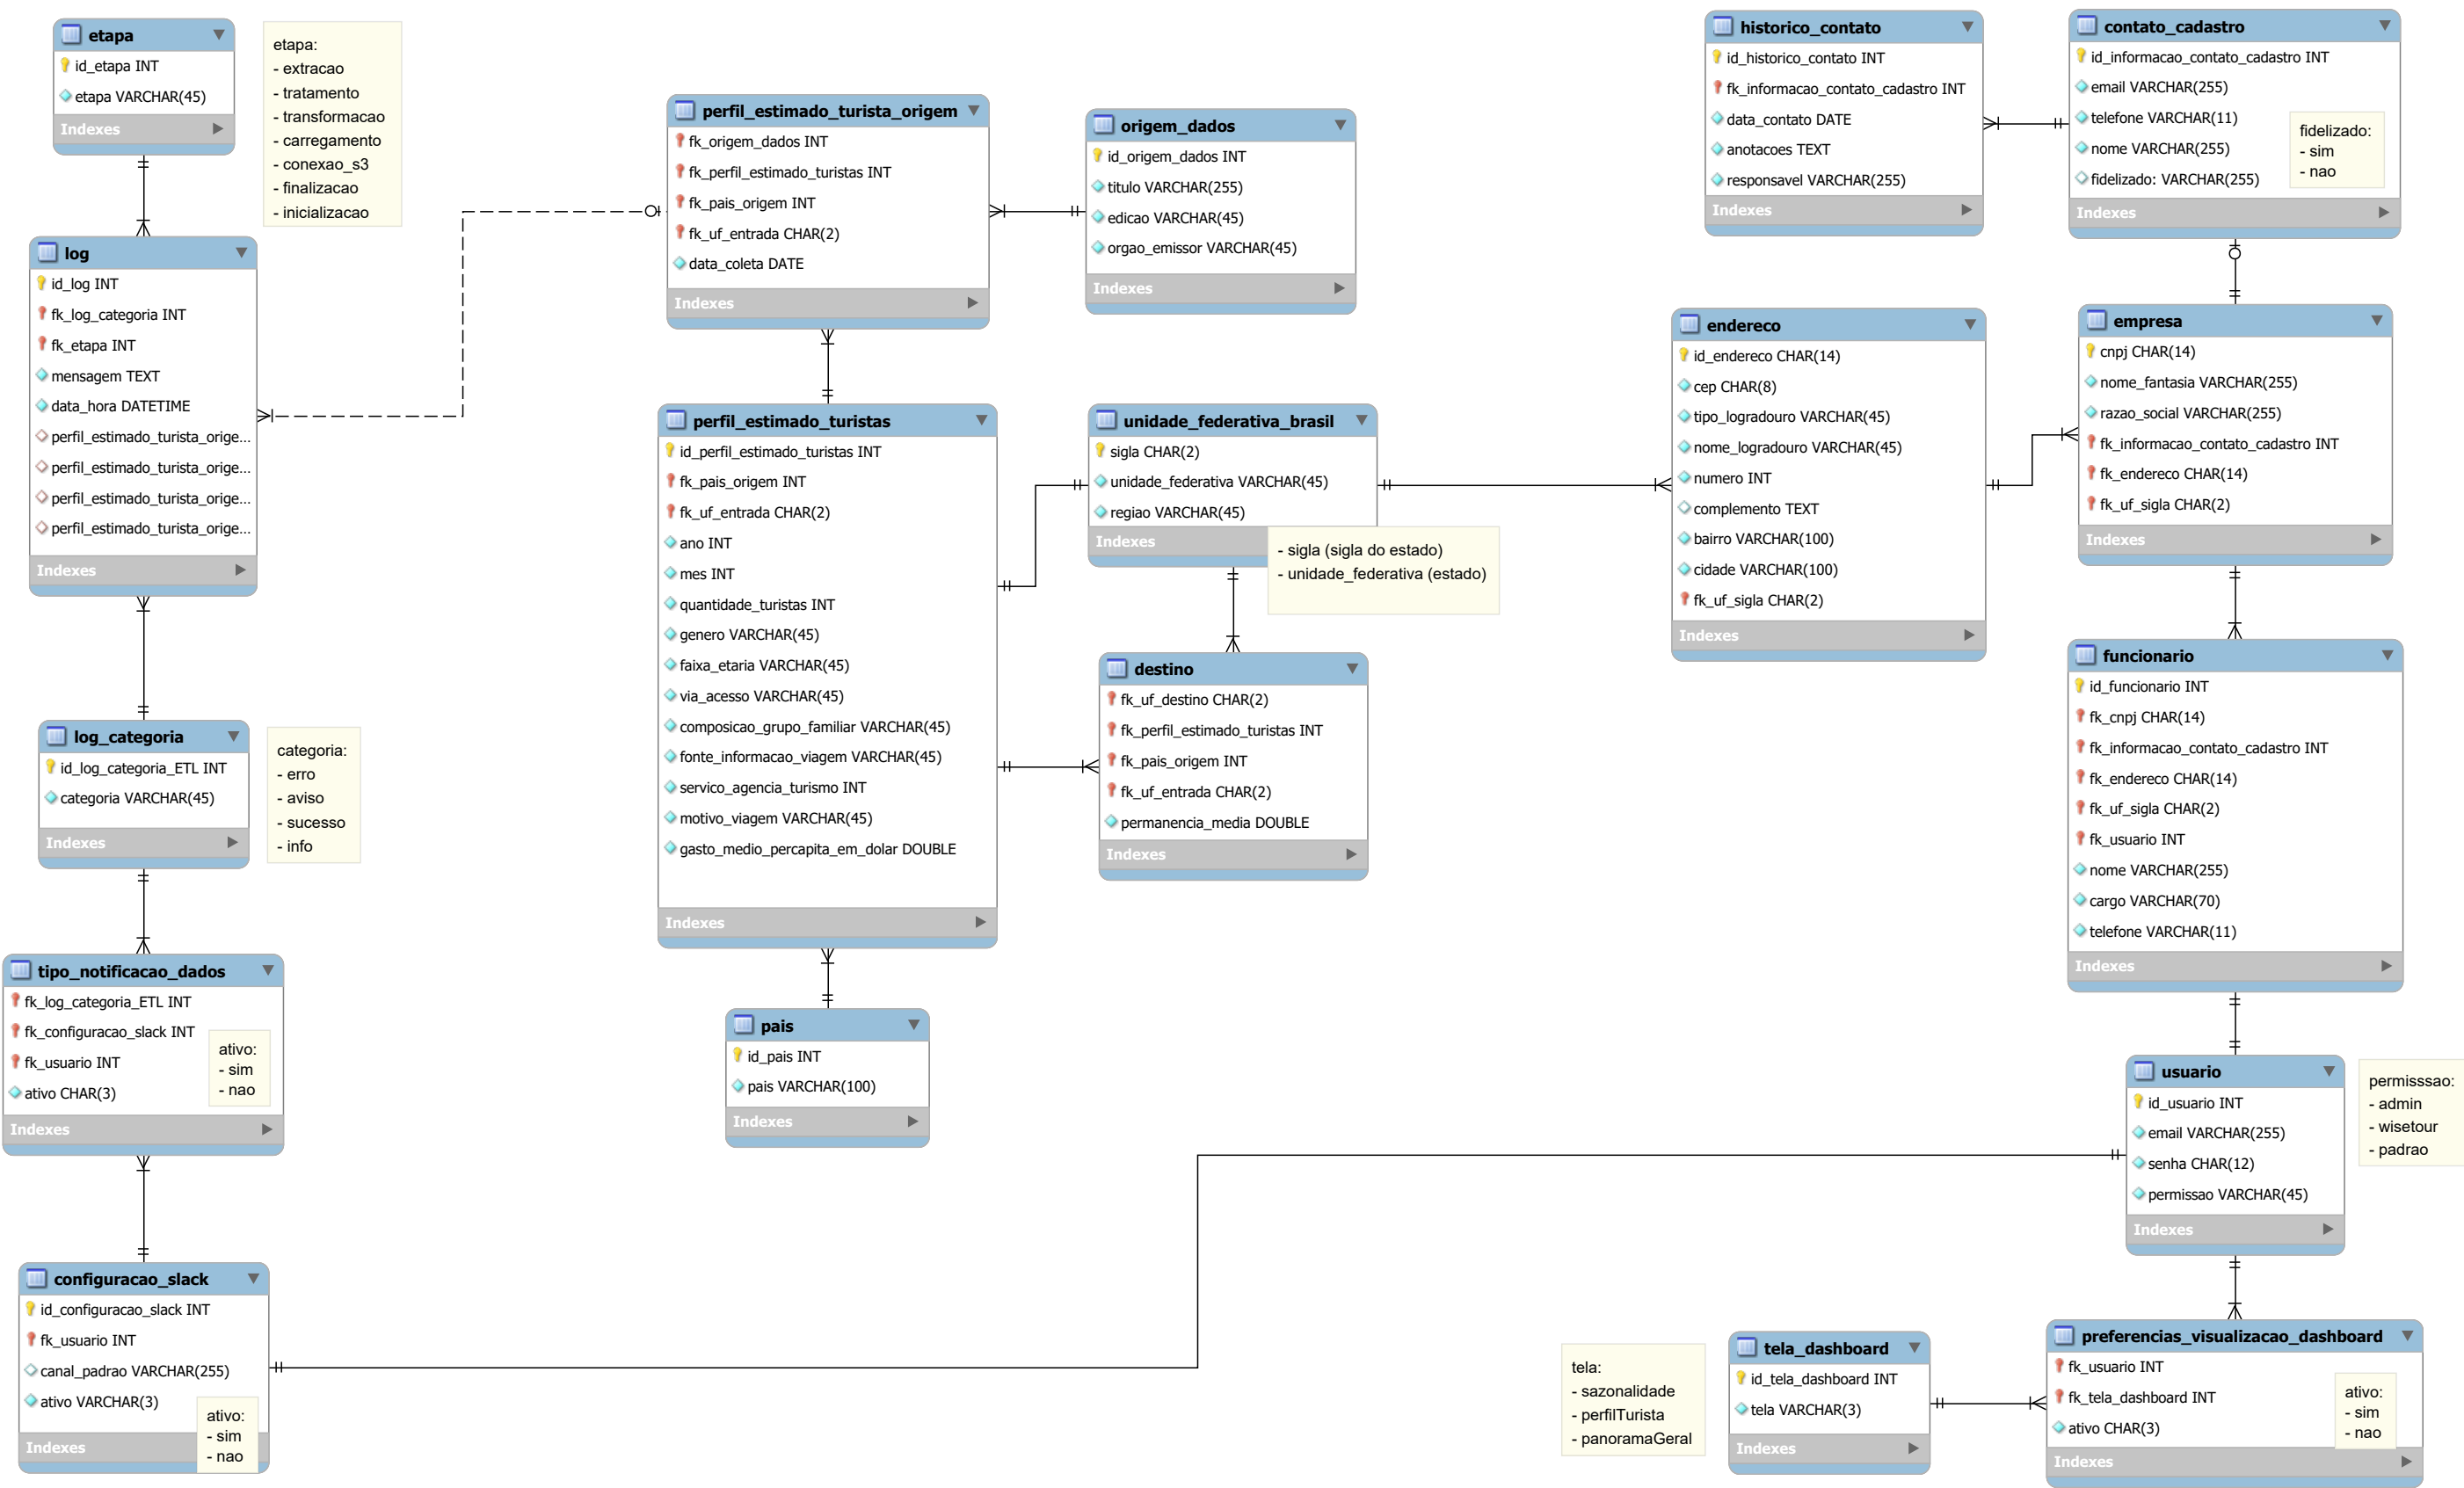 etapa
id_etapa INT
etapa VARCHAR(45)
Indexes
etapa:
- extracao
- tratamento
- transformacao
- carregamento
- conexao_s3
- finalizacao
- inicializacao
log
id_log INT
fk_log_categoria INT
fk_etapa INT
mensagem TEXT
data_hora DATETIME
perfil_estimado_turista_orige...
perfil_estimado_turista_orige...
perfil_estimado_turista_orige...
perfil_estimado_turista_orige...
Indexes
log_categoria
id_log_categoria_ETL INT
categoria VARCHAR(45)
Indexes
categoria:
- erro
- aviso
- sucesso
- info
tipo_notificacao_dados
fk_log_categoria_ETL INT
fk_configuracao_slack INT
fk_usuario INT
ativo CHAR(3)
Indexes
ativo:
- sim
- nao
configuracao_slack
id_configuracao_slack INT
fk_usuario INT
canal_padrao VARCHAR(255)
ativo VARCHAR(3)
Indexes
ativo:
- sim
- nao
perfil_estimado_turista_origem
fk_origem_dados INT
fk_perfil_estimado_turistas INT
fk_pais_origem INT
fk_uf_entrada CHAR(2)
data_coleta DATE
Indexes
origem_dados
id_origem_dados INT
titulo VARCHAR(255)
edicao VARCHAR(45)
orgao_emissor VARCHAR(45)
Indexes
perfil_estimado_turistas
id_perfil_estimado_turistas INT
fk_pais_origem INT
fk_uf_entrada CHAR(2)
ano INT
mes INT
quantidade_turistas INT
genero VARCHAR(45)
faixa_etaria VARCHAR(45)
via_acesso VARCHAR(45)
composicao_grupo_familiar VARCHAR(45)
fonte_informacao_viagem VARCHAR(45)
servico_agencia_turismo INT
motivo_viagem VARCHAR(45)
gasto_medio_percapita_em_dolar DOUBLE
Indexes
unidade_federativa_brasil
sigla CHAR(2)
unidade_federativa VARCHAR(45)
regiao VARCHAR(45)
Indexes
- sigla (sigla do estado)
- unidade_federativa (estado)
destino
fk_uf_destino CHAR(2)
fk_perfil_estimado_turistas INT
fk_pais_origem INT
fk_uf_entrada CHAR(2)
permanencia_media DOUBLE
Indexes
pais
id_pais INT
pais VARCHAR(100)
Indexes
historico_contato
id_historico_contato INT
fk_informacao_contato_cadastro INT
data_contato DATE
anotacoes TEXT
responsavel VARCHAR(255)
Indexes
contato_cadastro
id_informacao_contato_cadastro INT
email VARCHAR(255)
telefone VARCHAR(11)
nome VARCHAR(255)
fidelizado: VARCHAR(255)
Indexes
fidelizado:
- sim
- nao
endereco
id_endereco CHAR(14)
cep CHAR(8)
tipo_logradouro VARCHAR(45)
nome_logradouro VARCHAR(45)
numero INT
complemento TEXT
bairro VARCHAR(100)
cidade VARCHAR(100)
fk_uf_sigla CHAR(2)
Indexes
empresa
cnpj CHAR(14)
nome_fantasia VARCHAR(255)
razao_social VARCHAR(255)
fk_informacao_contato_cadastro INT
fk_endereco CHAR(14)
fk_uf_sigla CHAR(2)
Indexes
funcionario
id_funcionario INT
fk_cnpj CHAR(14)
fk_informacao_contato_cadastro INT
fk_endereco CHAR(14)
fk_uf_sigla CHAR(2)
fk_usuario INT
nome VARCHAR(255)
cargo VARCHAR(70)
telefone VARCHAR(11)
Indexes
usuario
id_usuario INT
email VARCHAR(255)
senha CHAR(12)
permissao VARCHAR(45)
Indexes
permisssao:
- admin
- wisetour
- padrao
tela:
- sazonalidade
- perfilTurista
- panoramaGeral
tela_dashboard
id_tela_dashboard INT
tela VARCHAR(3)
Indexes
preferencias_visualizacao_dashboard
fk_usuario INT
fk_tela_dashboard INT
ativo CHAR(3)
Indexes
ativo:
- sim
- nao